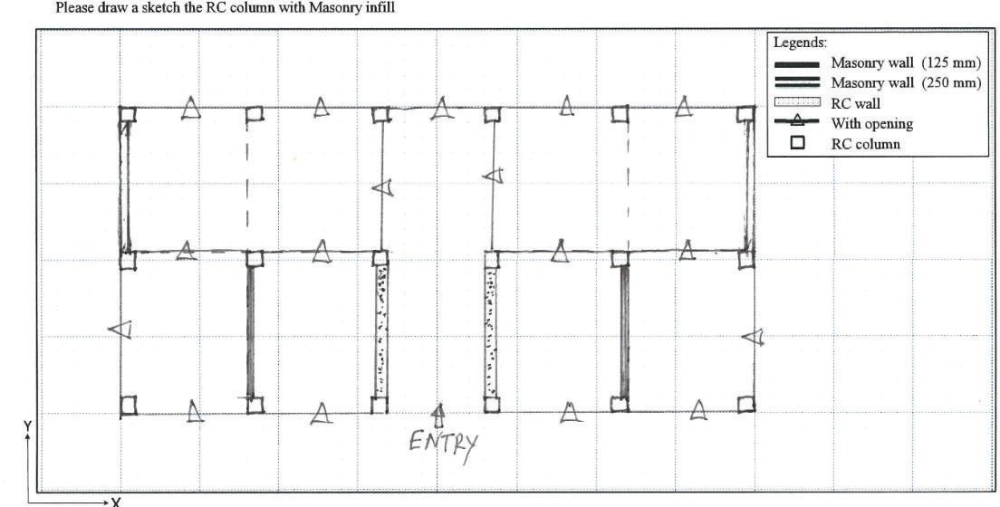 Please draw a sketch the RC column with Masonry infill
Legends:
Masonry wall (125 mm)
Masonry wall (250 mm)
RC wall
With opening
RC column
ENTRY
Y
X